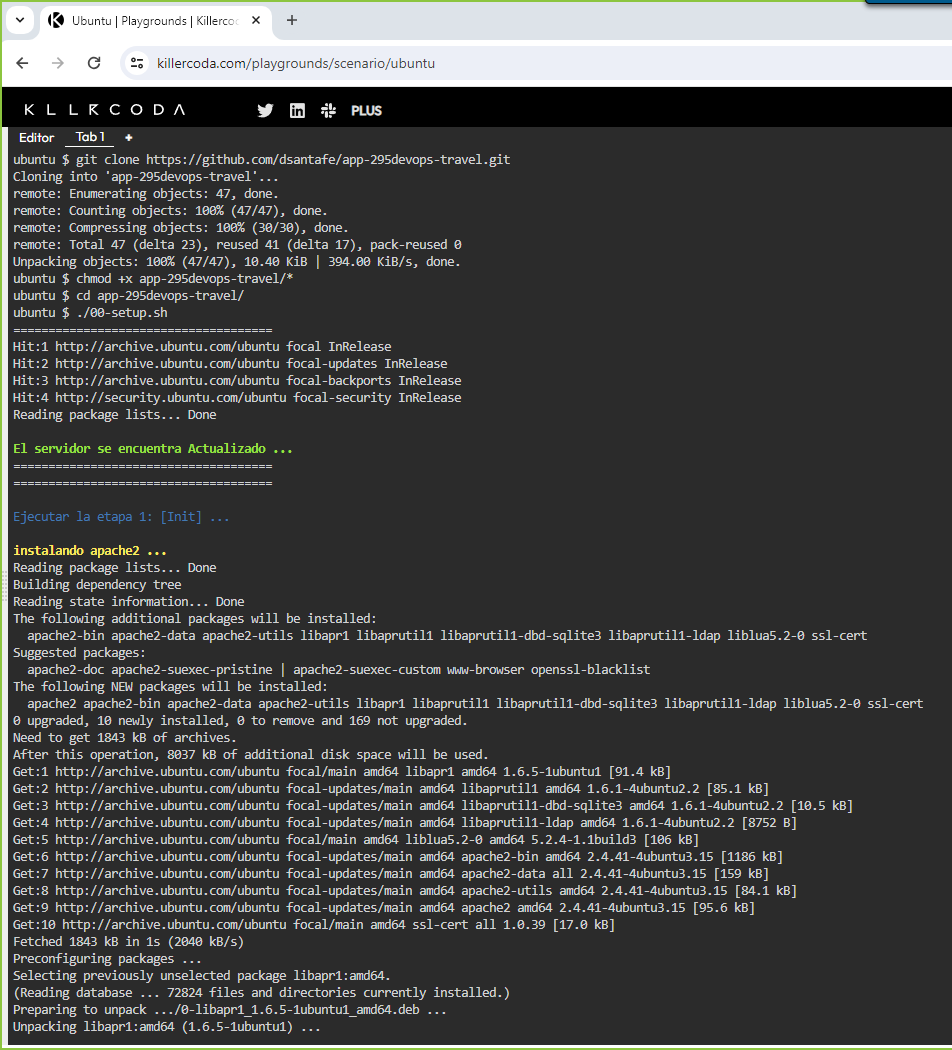 Ubuntu | Playgrounds | Killerco
killercoda.com/playgrounds/scenario/ubuntu
KLLRCODA
PLUS
Editor Tab 1 +
ubuntu $ git clone https://github.com/dsantafe/app-295devops-travel.git
Cloning into 'app-295devops-travel'...
remote: Enumerating objects: 47, done.
remote: Counting objects: 100% (47/47), done.
remote: Compressing objects: 100% (30/30), done.
remote: Total 47 (delta 23), reused 41 (delta 17), pack-reused 0
Unpacking objects: 100% (47/47), 10.40 KiB | 394.00 KiB/s, done.
ubuntu $ chmod +x app-295devops-travel/*
ubuntu $ cd app-295devops-travel/
ubuntu $ ./00-setup.sh
=====================================
Hit:1 http://archive.ubuntu.com/ubuntu focal InRelease
Hit:2 http://archive.ubuntu.com/ubuntu focal-updates InRelease
Hit:3 http://archive.ubuntu.com/ubuntu focal-backports InRelease
Hit:4 http://security.ubuntu.com/ubuntu focal-security InRelease
Reading package lists... Done
El servidor se encuentra Actualizado ...
=====================================
=====================================
Ejecutar la etapa 1: [Init] ...
instalando apache2 ...
Reading package lists... Done
Building dependency tree
Reading state information... Done
The following additional packages will be installed:
apache2-bin apache2-data apache2-utils libapr1 libaprutil1 libaprutil1-dbd-sqlite3 libaprutil1-ldap liblua5.2-0 ssl-cert
Suggested packages:
apache2-doc apache2-suexec-pristine | apache2-suexec-custom www-browser openssl-blacklist
The following NEW packages will be installed:
apache2 apache2-bin apache2-data apache2-utils libapr1 libaprutil1 libaprutil1-dbd-sqlite3 libaprutil1-ldap liblua5.2-0 ssl-cert
0 upgraded, 10 newly installed, 0 to remove and 169 not upgraded.
Need to get 1843 kB of archives.
After this operation, 8037 kB of additional disk space will be used.
Get:1 http://archive.ubuntu.com/ubuntu focal/main amd64 libapr1 amd64 1.6.5-1ubuntu1 [91.4 kB]
Get:2 http://archive.ubuntu.com/ubuntu focal-updates/main amd64 libaprutil1 amd64 1.6.1-4ubuntu2.2 [85.1 kB]
Get:3 http://archive.ubuntu.com/ubuntu focal-updates/main amd64 libaprutil1-dbd-sqlite3 amd64 1.6.1-4ubuntu2.2 [10.5 kB]
Get:4 http://archive.ubuntu.com/ubuntu focal-updates/main amd64 libaprutil1-ldap amd64 1.6.1-4ubuntu2.2 [8752 B]
Get:5 http://archive.ubuntu.com/ubuntu focal/main amd64 liblua5.2-0 amd64 5.2.4-1.1build3 [106 kB]
Get:6 http://archive.ubuntu.com/ubuntu focal-updates/main amd64 apache2-bin amd64 2.4.41-4ubuntu3.15 [1186 kB]
Get:7 http://archive.ubuntu.com/ubuntu focal-updates/main amd64 apache2-data all 2.4.41-4ubuntu3.15 [159 kB]
Get:8 http://archive.ubuntu.com/ubuntu focal-updates/main amd64 apache2-utils amd64 2.4.41-4ubuntu3.15 [84.1 kB]
Get:9 http://archive.ubuntu.com/ubuntu focal-updates/main amd64 apache2 amd64 2.4.41-4ubuntu3.15 [95.6 kB]
Get:10 http://archive.ubuntu.com/ubuntu focal/main amd64 ssl-cert all 1.0.39 [17.0 kB]
Fetched 1843 kB in 1s (2040 kB/s)
Preconfiguring packages ...
Selecting previously unselected package libapr1:amd64.
(Reading database ... 72824 files and directories currently installed.)
Preparing to unpack .../0-libapr1_1.6.5-1ubuntu1_amd64.deb ...
Unpacking libapr1:amd64 (1.6.5-1ubuntu1) ...